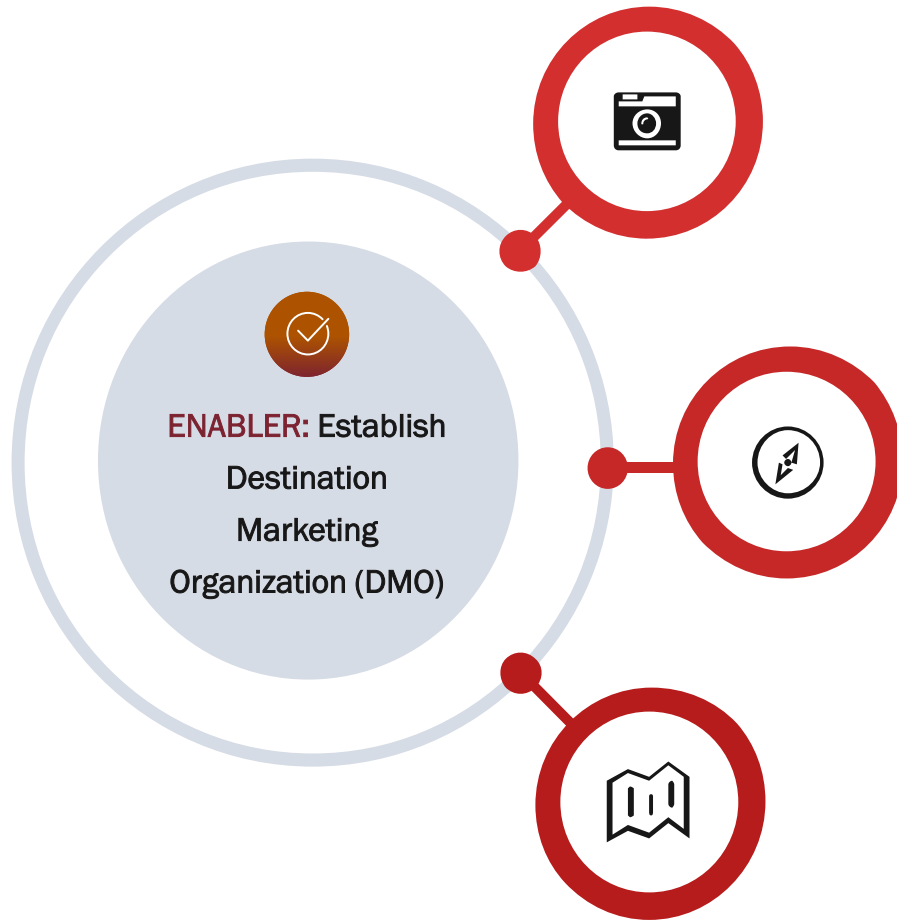 ENABLER: Establish
Destination
Marketing
Organization (DMO)